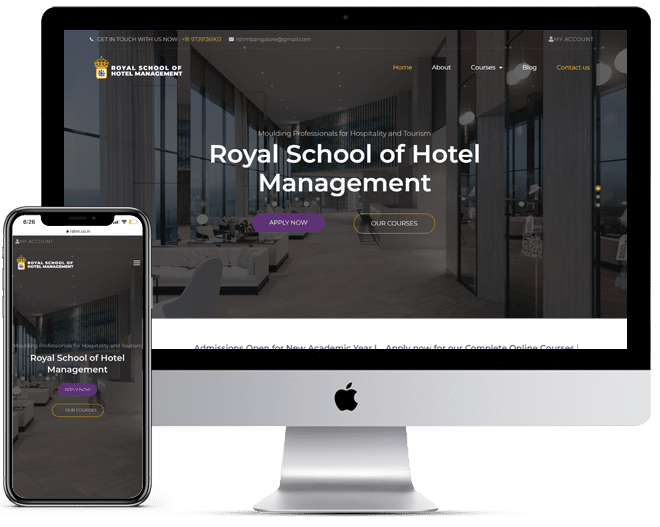 GET IN TOUCH WITH US NOW : +91 9739136903 rshmbangalore@gmail.com MY ACCOUNT
ROYAL SCHOOL OF
HOTEL MANAGEMENT
Home About Courses Blog Contact us
Moulding Professionals for Hospitality and Tourism
Royal School of Hotel
Management
APPLY NOW OUR COURSES
Admissions Open for New Academic Year | Apply now for our Complete Online Courses |
6:26
rshm.co.in
MY ACCOUNT
ROYAL SCHOOL OF
HOTEL MANAGEMENT
Moulding Professionals for Hospitality and Tourism
Royal School of Hotel
Management
APPLY NOW
OUR COURSES